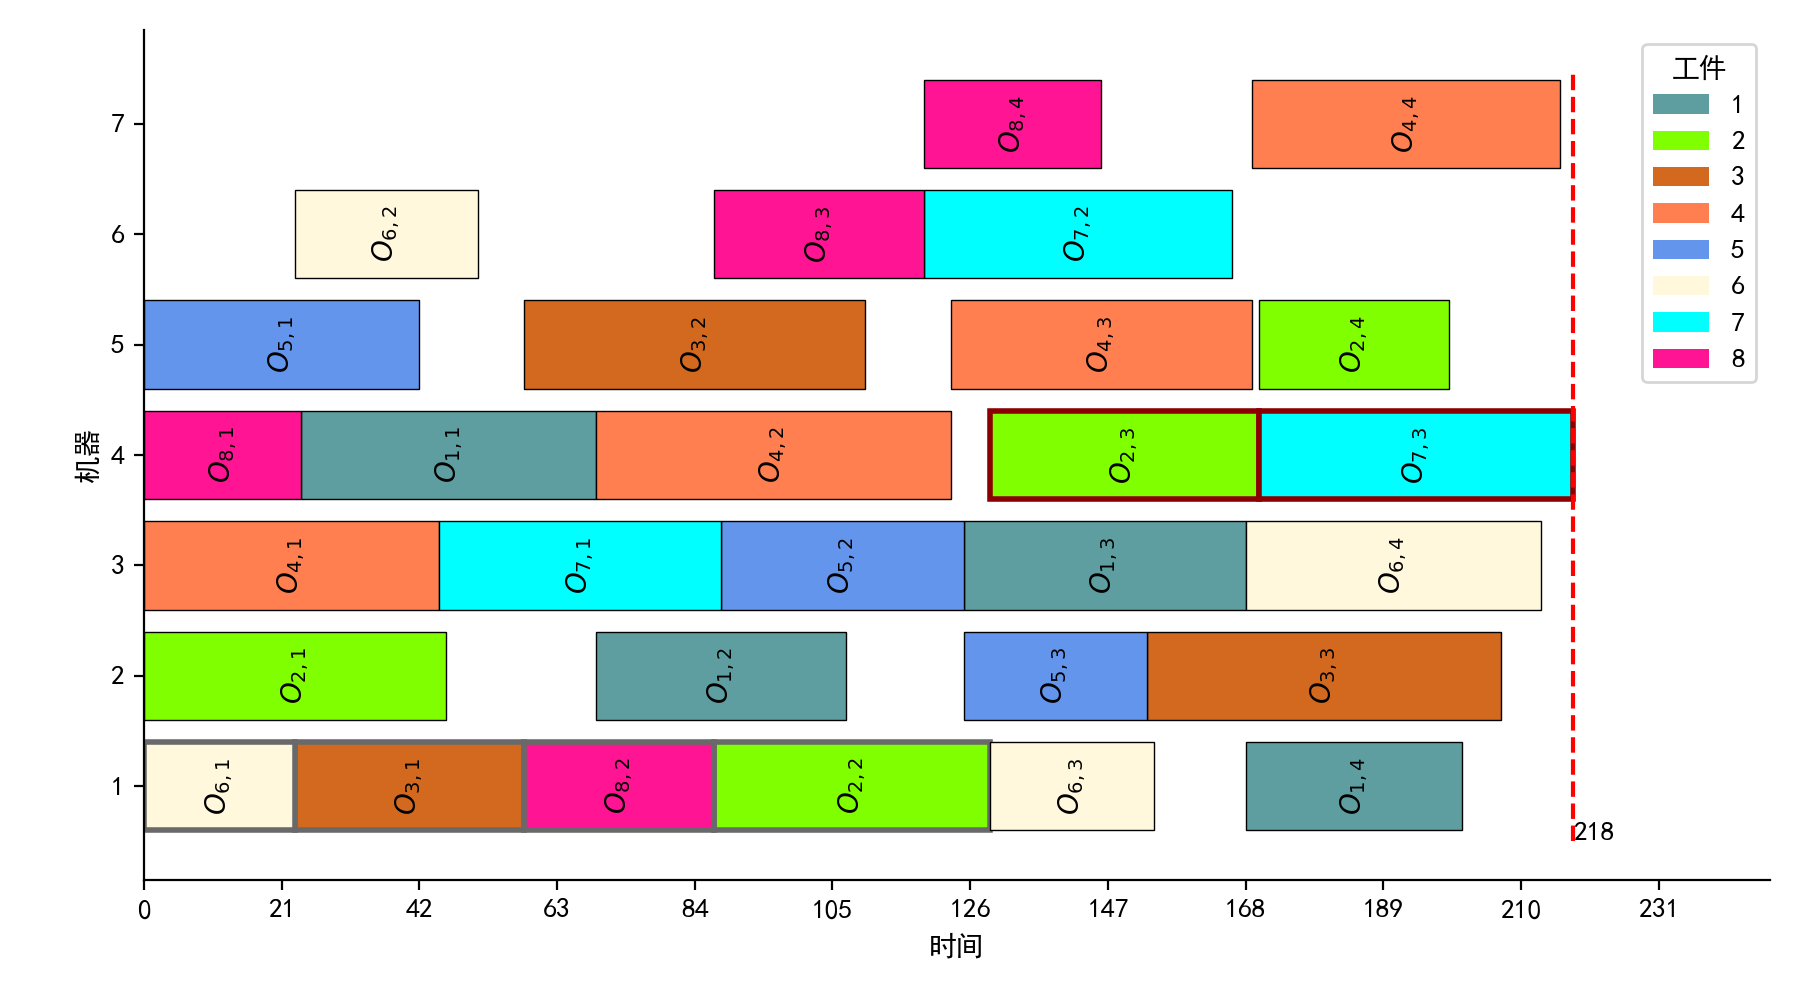 工件
1
2
3
4
5
6
7
8
机器
7
6
5
4
3
2
1
O8,4
O4,4
O6,2
O8,3
O7,2
O5,1
O3,2
O4,3
O2,4
O8,1
O1,1
O4,2
O2,3
O7,3
O4,1
O7,1
O5,2
O1,3
O6,4
O2,1
O1,2
O5,3
O3,3
O6,1
O3,1
O8,2
O2,2
O6,3
O1,4
218
0 21 42 63 84 105 126 147 168 189 210 231
时间